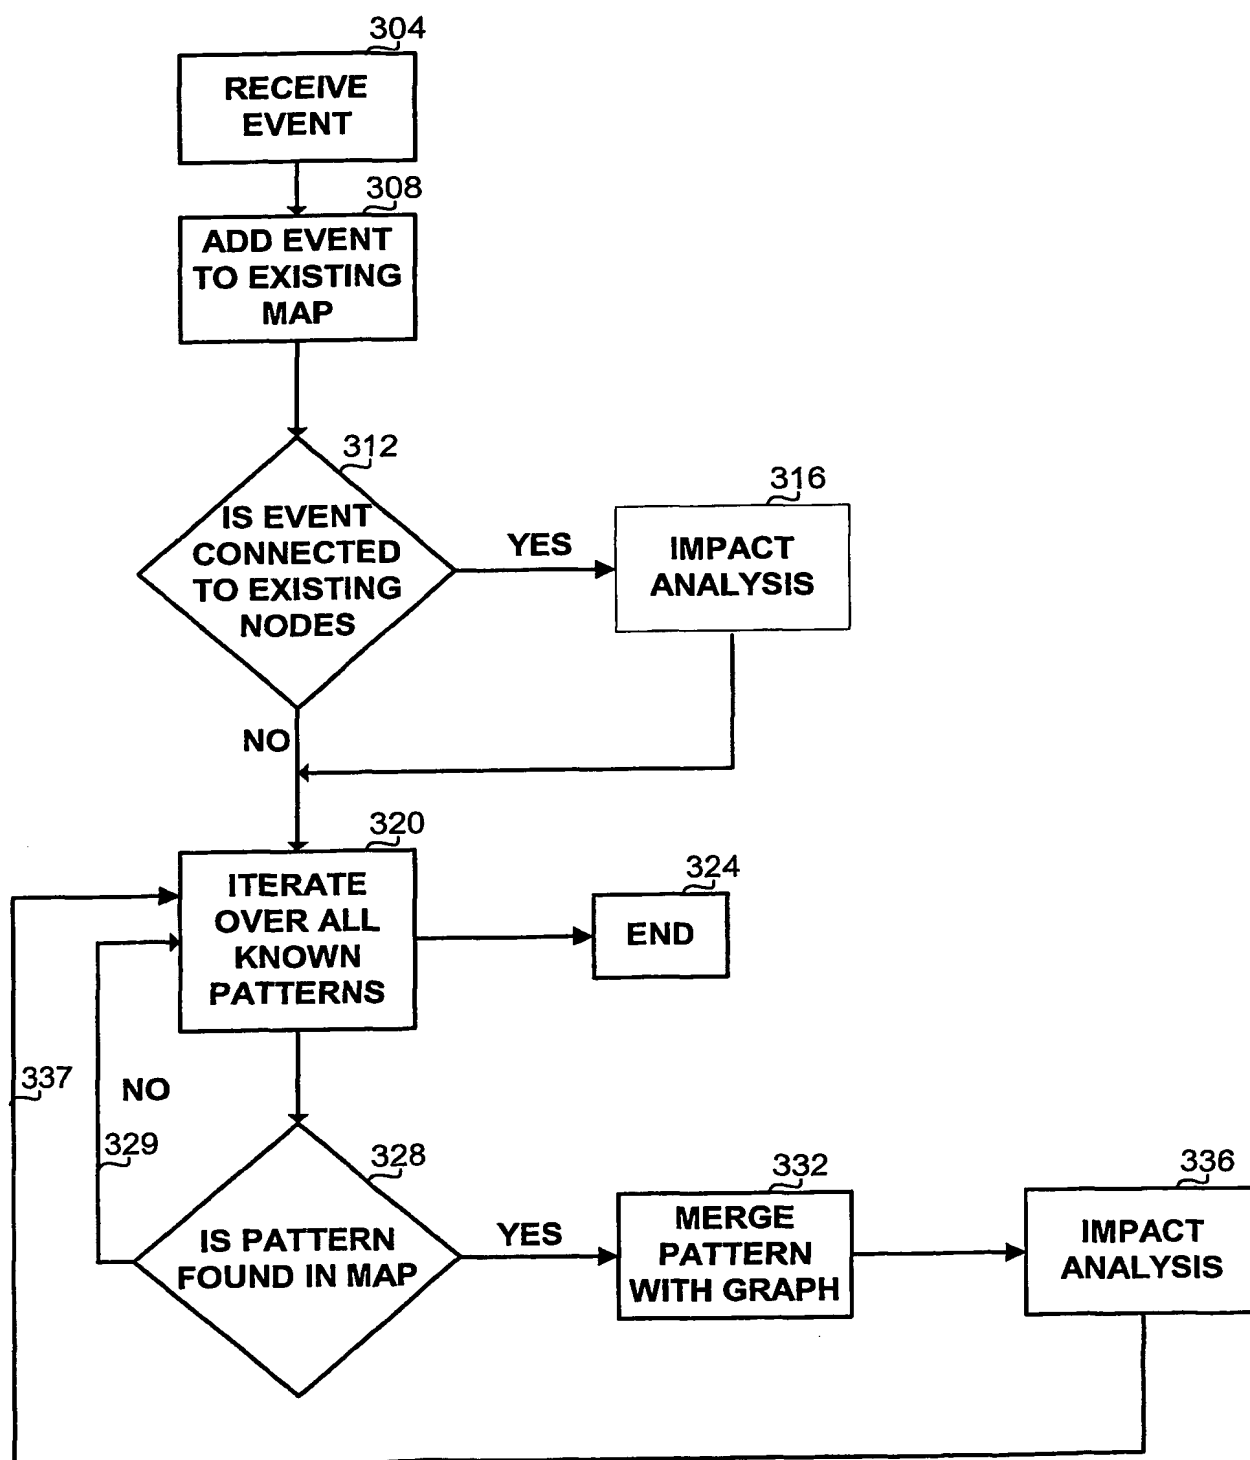 304
RECEIVE
EVENT
308
ADD EVENT
TO EXISTING
MAP
312
IS EVENT
CONNECTED
TO EXISTING
NODES
YES
316
IMPACT
ANALYSIS
NO
320
ITERATE
OVER ALL
KNOWN
PATTERNS
324
END
337
NO
329
328
IS PATTERN
FOUND IN MAP
YES
332
MERGE
PATTERN
WITH GRAPH
336
IMPACT
ANALYSIS